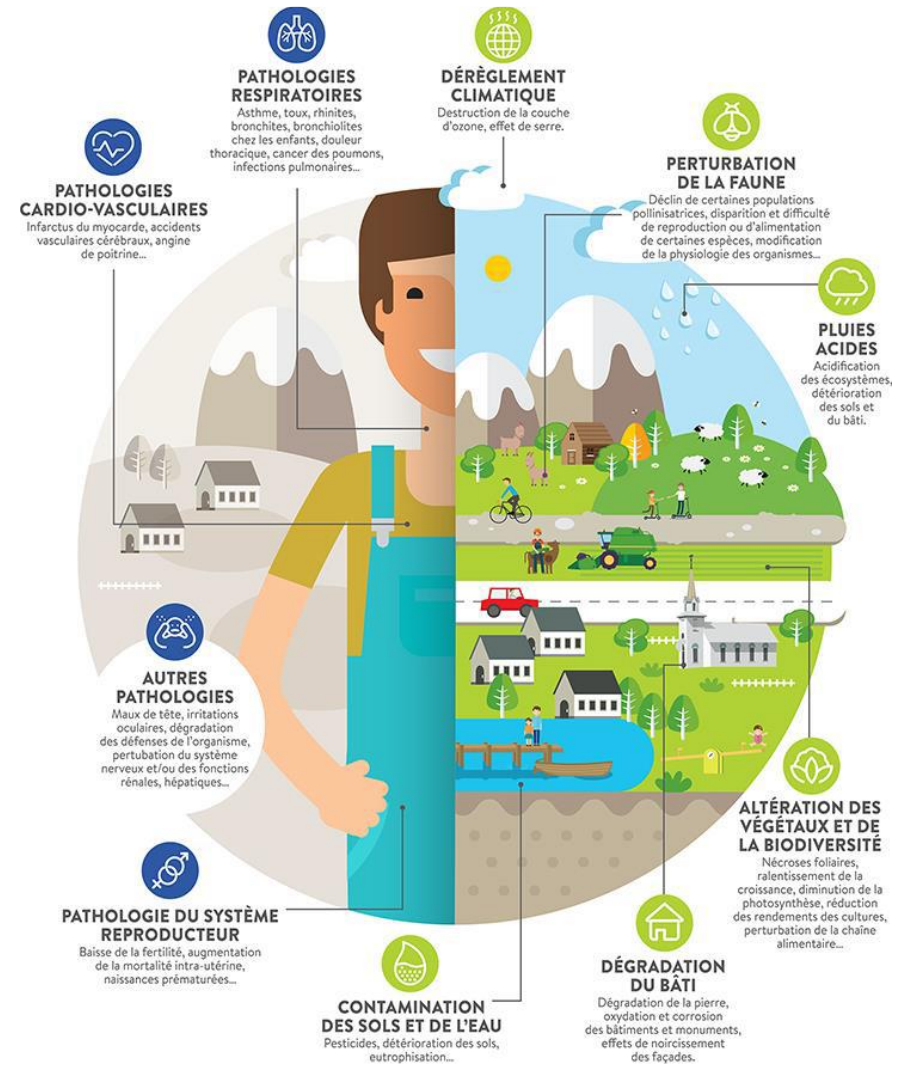 PATHOLOGIES
RESPIRATOIRES
Asthme, toux, rhinites,
bronchites, bronchiolites
chez les enfants, douleur
thoracique, cancer des poumons,
infections pulmonaires...
DÉRÈGLEMENT
CLIMATIQUE
Destruction de la couche
d'ozone, effet de serre.
PATHOLOGIES
CARDIO-VASCULAIRES
Infarctus du myocarde, accidents
vasculaires cérébraux, angine
de poitrine...
PERTURBATION
DE LA FAUNE
Déclin de certaines populations
pollinisatrices, disparition et difficulté
de reproduction ou d'alimentation
de certaines espèces, modification
de la physiologie des organismes...
PLUIES
ACIDES
Acidification
des écosystèmes,
détérioration
des sols et
du bâti.
AUTRES
PATHOLOGIES
Maux de tête, irritations
oculaires, dégradation
des défenses de l'organisme,
pertubation du système
nerveux et/ou des fonctions
rénales, hépatiques...
ALTÉRATION DES
VÉGÉTAUX ET DE
LA BIODIVERSITÉ
Nécroses foliaires,
ralentissement de la
croissance, diminution de la
photosynthèse, réduction
des rendements des cultures,
perturbation de la chaîne
alimentaire...
PATHOLOGIE DU SYSTÈME
REPRODUCTEUR
Baisse de la fertilité, augmentation
de la mortalité intra-utérine,
naissances prématurées...
CONTAMINATION
DES SOLS ET DE L'EAU
Pesticides, détérioration des sols,
eutrophisation...
DÉGRADATION
DU BÂTI
Dégradation de la pierre,
oxydation et corrosion
des bâtiments et monuments,
effets de noircissement
des façades.